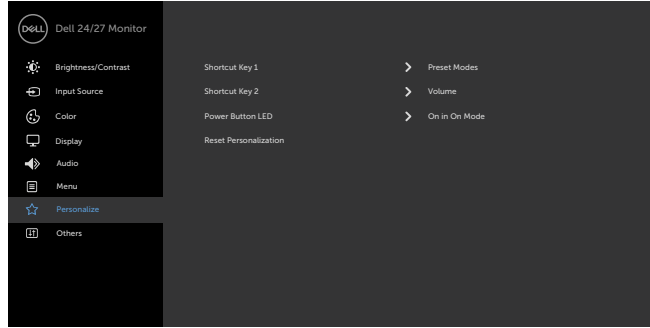 DELL Dell 24/27 Monitor
Brightness/Contrast Shortcut Key 1 Preset Modes
Input Source Shortcut Key 2 Volume
Color Power Button LED On in On Mode
Display Reset Personalization
Audio
Menu
Personalize
Others